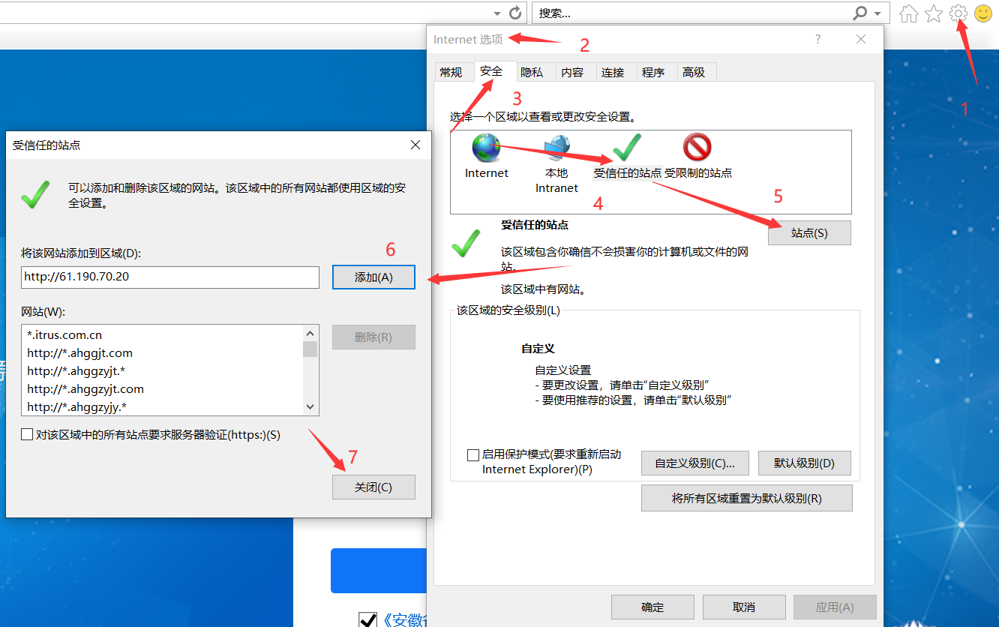 搜索...
Internet 选项
?
2
1
常规
安全
隐私
内容
连接
程序
高级
3
选择一个区域以查看或更改安全设置。
Internet
本地
Intranet
受信任的站点
受限制的站点
4
5
受信任的站点
站点(S)
该区域包含你确信不会损害你的计算机或文件的网
站。
该区域中有网站。
该区域的安全级别(L)
自定义
自定义设置
- 要更改设置，请单击“自定义级别”
- 要使用推荐的设置，请单击“默认级别”
启用保护模式(要求重新启动
Internet Explorer)(P)
自定义级别(C)...
默认级别(D)
将所有区域重置为默认级别(R)
确定
取消
应用(A)
受信任的站点
可以添加和删除该区域的网站。该区域中的所有网站都使用区域的安
全设置。
将该网站添加到区域(D):
6
http://61.190.70.20
添加(A)
网站(W):
*.itrus.com.cn
http://*.ahggjt.com
http://*.ahggzyjt.*
http://*.ahggzyjt.com
http://*.ahggzyjy.*
删除(R)
对该区域中的所有站点要求服务器验证(https:)(S)
7
关闭(C)
《安徽省